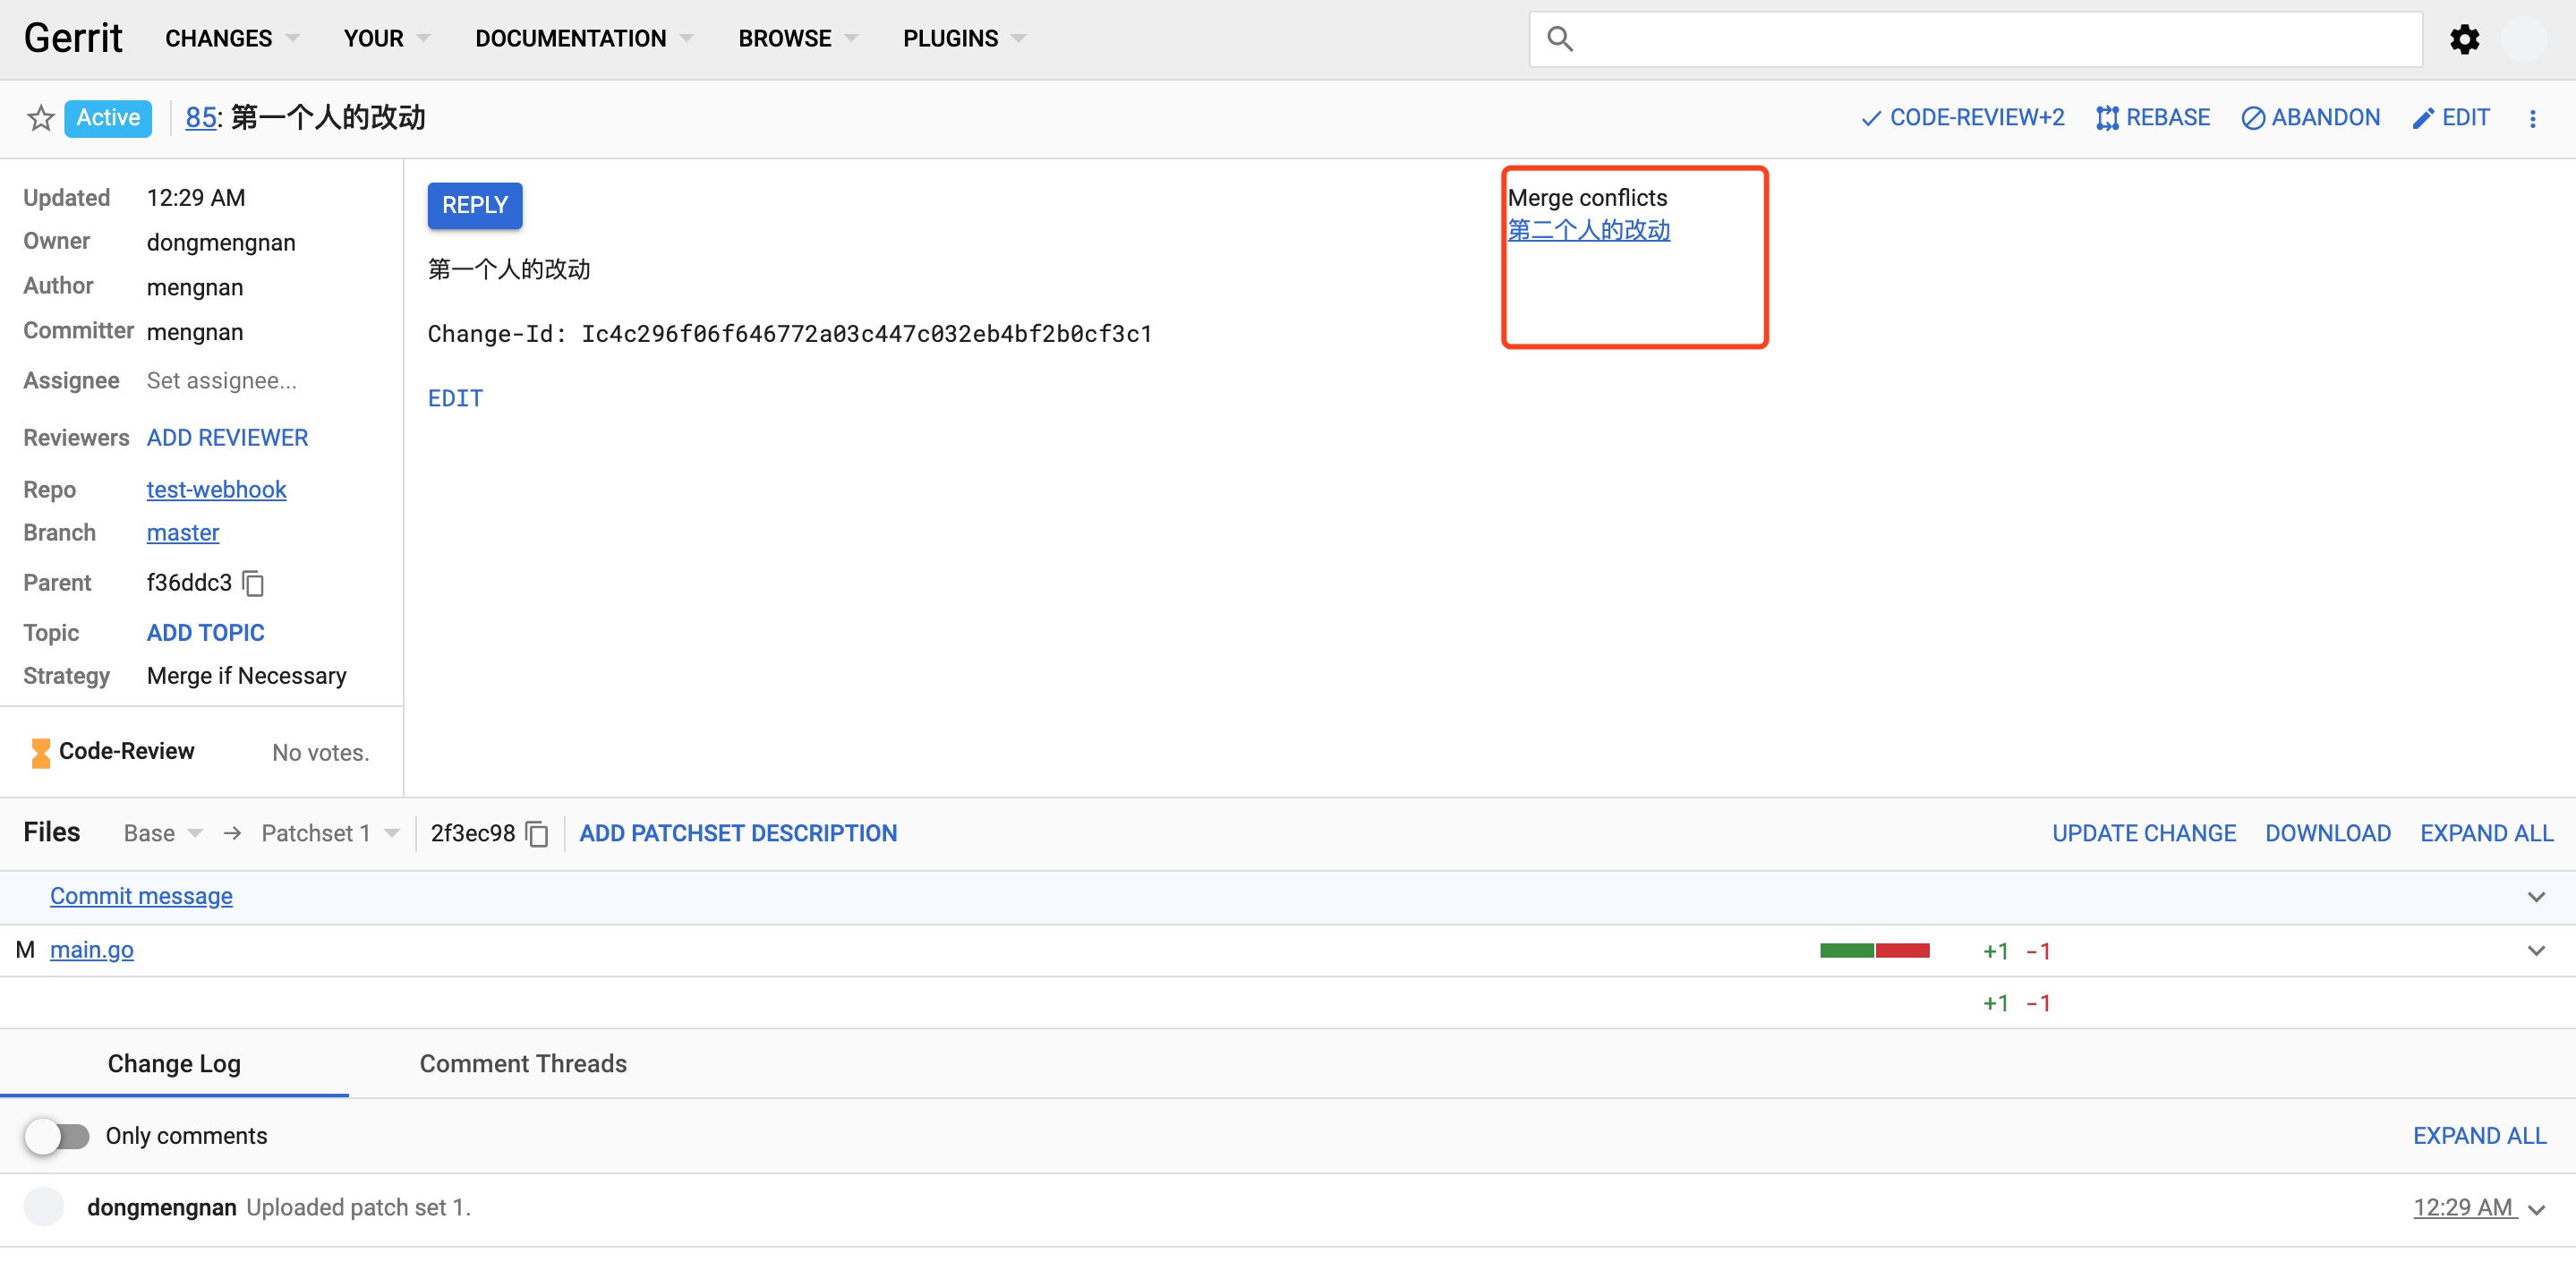 Gerrit CHANGES YOUR DOCUMENTATION BROWSE PLUGINS
Active 85: 第一个人的改动 CODE-REVIEW+2 REBASE ABANDON EDIT
Updated 12:29 AM
Owner dongmengnan
Author mengnan
Committer mengnan
Assignee Set assignee...
Reviewers ADD REVIEWER
Repo test-webhook
Branch master
Parent f36ddc3
Topic ADD TOPIC
Strategy Merge if Necessary
Code-Review No votes.
REPLY
第一个人的改动
Change-Id: Ic4c296f06f646772a03c447c032eb4bf2b0cf3c1
EDIT
Merge conflicts
第二个人的改动
Files Base → Patchset 1 2f3ec98 ADD PATCHSET DESCRIPTION UPDATE CHANGE DOWNLOAD EXPAND ALL
Commit message
M main.go +1 -1
+1 -1
Change Log Comment Threads
Only comments EXPAND ALL
dongmengnan Uploaded patch set 1. 12:29 AM